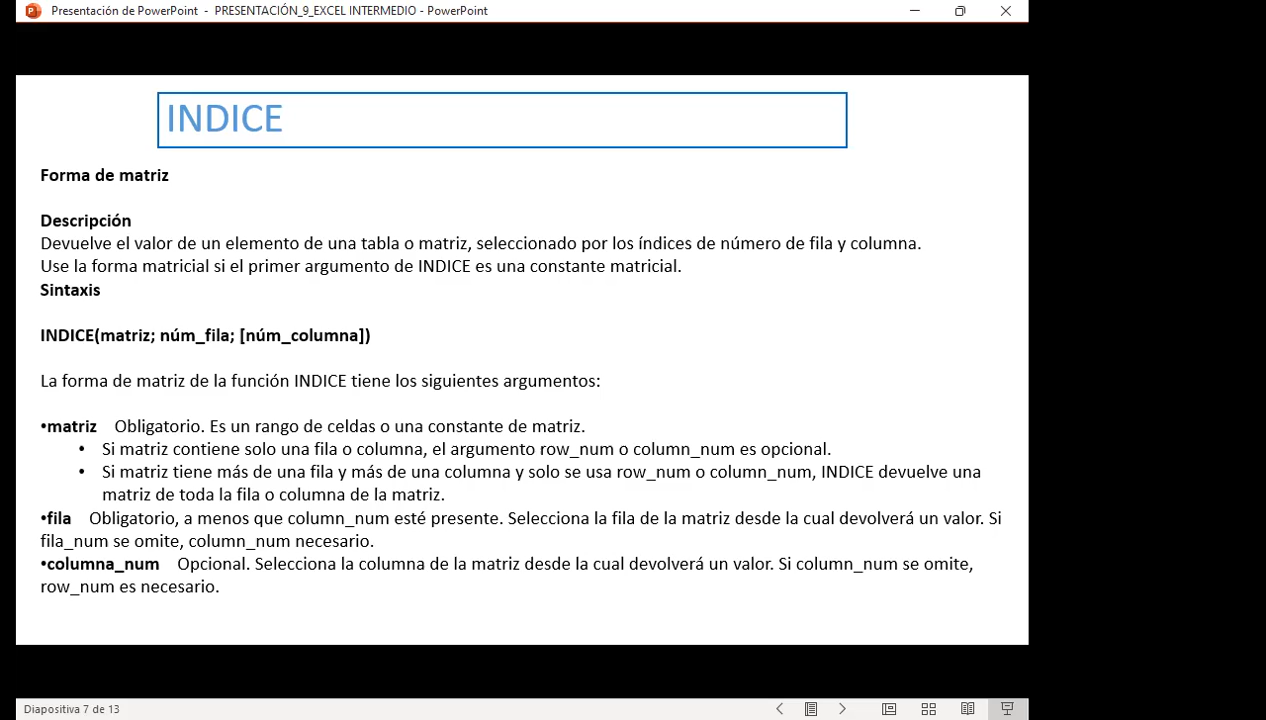 Presentación de PowerPoint - PRESENTACIÓN_9_EXCEL INTERMEDIO - PowerPoint
INDICE
Forma de matriz
Descripción
Devuelve el valor de un elemento de una tabla o matriz, seleccionado por los índices de número de fila y columna.
Use la forma matricial si el primer argumento de INDICE es una constante matricial.
Sintaxis
INDICE(matriz; núm_fila; [núm_columna])
La forma de matriz de la función INDICE tiene los siguientes argumentos:
•matriz Obligatorio. Es un rango de celdas o una constante de matriz.
• Si matriz contiene solo una fila o columna, el argumento row_num o column_num es opcional.
• Si matriz tiene más de una fila y más de una columna y solo se usa row_num o column_num, INDICE devuelve una
matriz de toda la fila o columna de la matriz.
•fila Obligatorio, a menos que column_num esté presente. Selecciona la fila de la matriz desde la cual devolverá un valor. Si
fila_num se omite, column_num necesario.
•columna_num Opcional. Selecciona la columna de la matriz desde la cual devolverá un valor. Si column_num se omite,
row_num es necesario.
Diapositiva 7 de 13